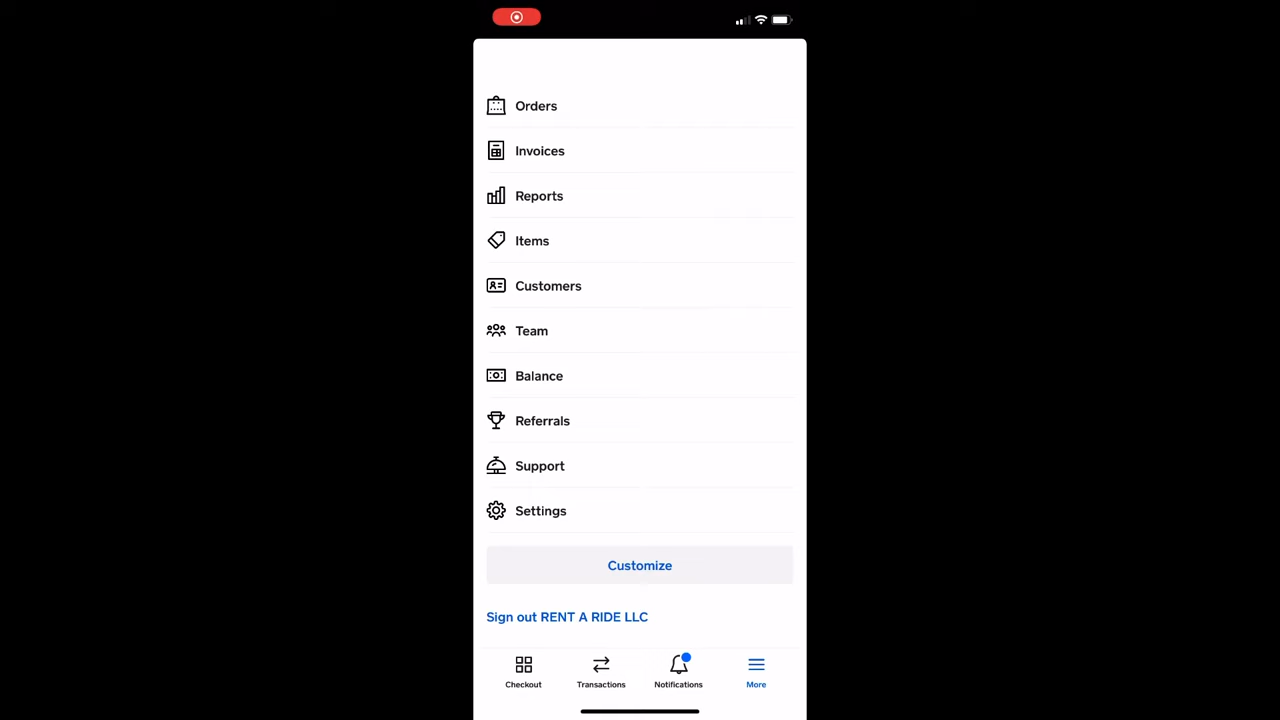 Orders
Invoices
Reports
Items
Customers
Team
Balance
Referrals
Support
Settings
Customize
Sign out RENT A RIDE LLC
Checkout
Transactions
Notifications
More